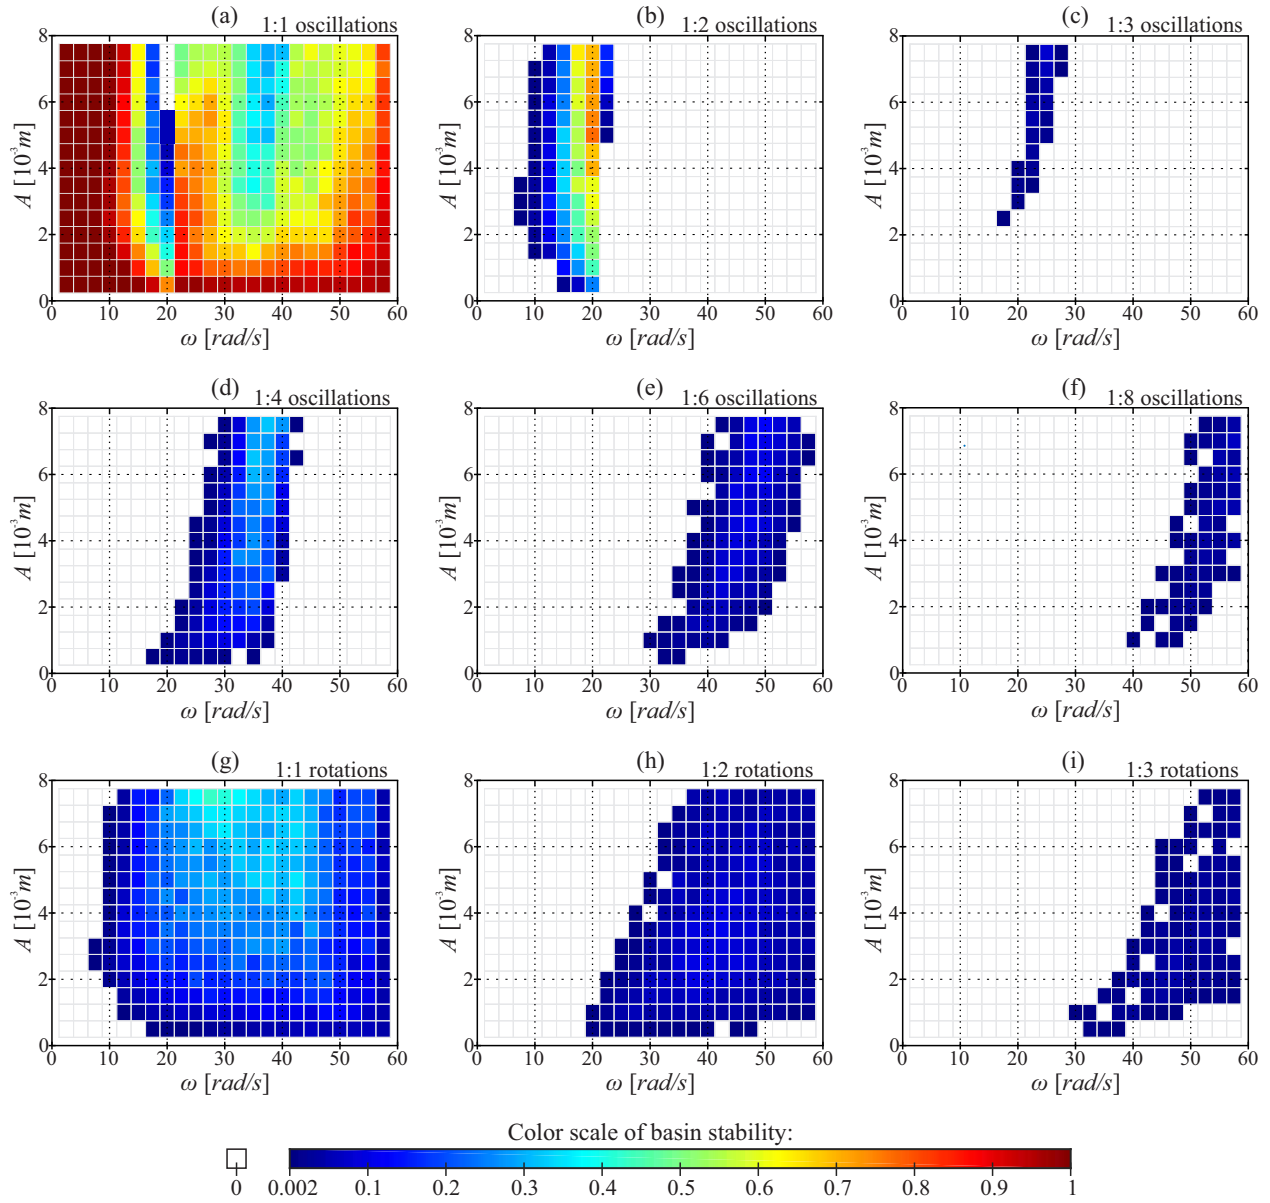 (a) (b) (c)
1:1 oscillations 1:2 oscillations 1:3 oscillations
8 8 8
6 6 6
A [10⁻³m] A [10⁻³m] A [10⁻³m]
4 4 4
2 2 2
0 0 0
0 10 20 30 40 50 60 0 10 20 30 40 50 60 0 10 20 30 40 50 60
ω [rad/s] ω [rad/s] ω [rad/s]
(d) (e) (f)
1:4 oscillations 1:6 oscillations 1:8 oscillations
8 8 8
6 6 6
A [10⁻³m] A [10⁻³m] A [10⁻³m]
4 4 4
2 2 2
0 0 0
0 10 20 30 40 50 60 0 10 20 30 40 50 60 0 10 20 30 40 50 60
ω [rad/s] ω [rad/s] ω [rad/s]
(g) (h) (i)
1:1 rotations 1:2 rotations 1:3 rotations
8 8 8
6 6 6
A [10⁻³m] A [10⁻³m] A [10⁻³m]
4 4 4
2 2 2
0 0 0
0 10 20 30 40 50 60 0 10 20 30 40 50 60 0 10 20 30 40 50 60
ω [rad/s] ω [rad/s] ω [rad/s]
Color scale of basin stability:
0 0.002 0.1 0.2 0.3 0.4 0.5 0.6 0.7 0.8 0.9 1